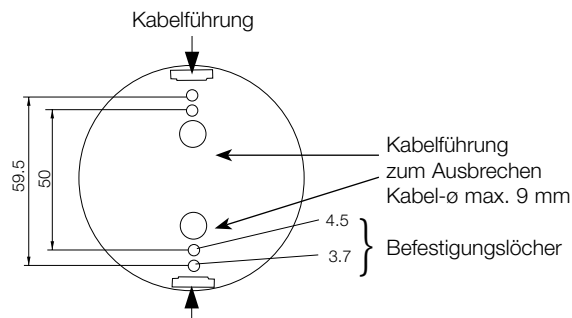 Kabelführung
59.5
50
Kabelführung
zum Ausbrechen
Kabel-ø max. 9 mm
4.5
3.7
Befestigungslöcher